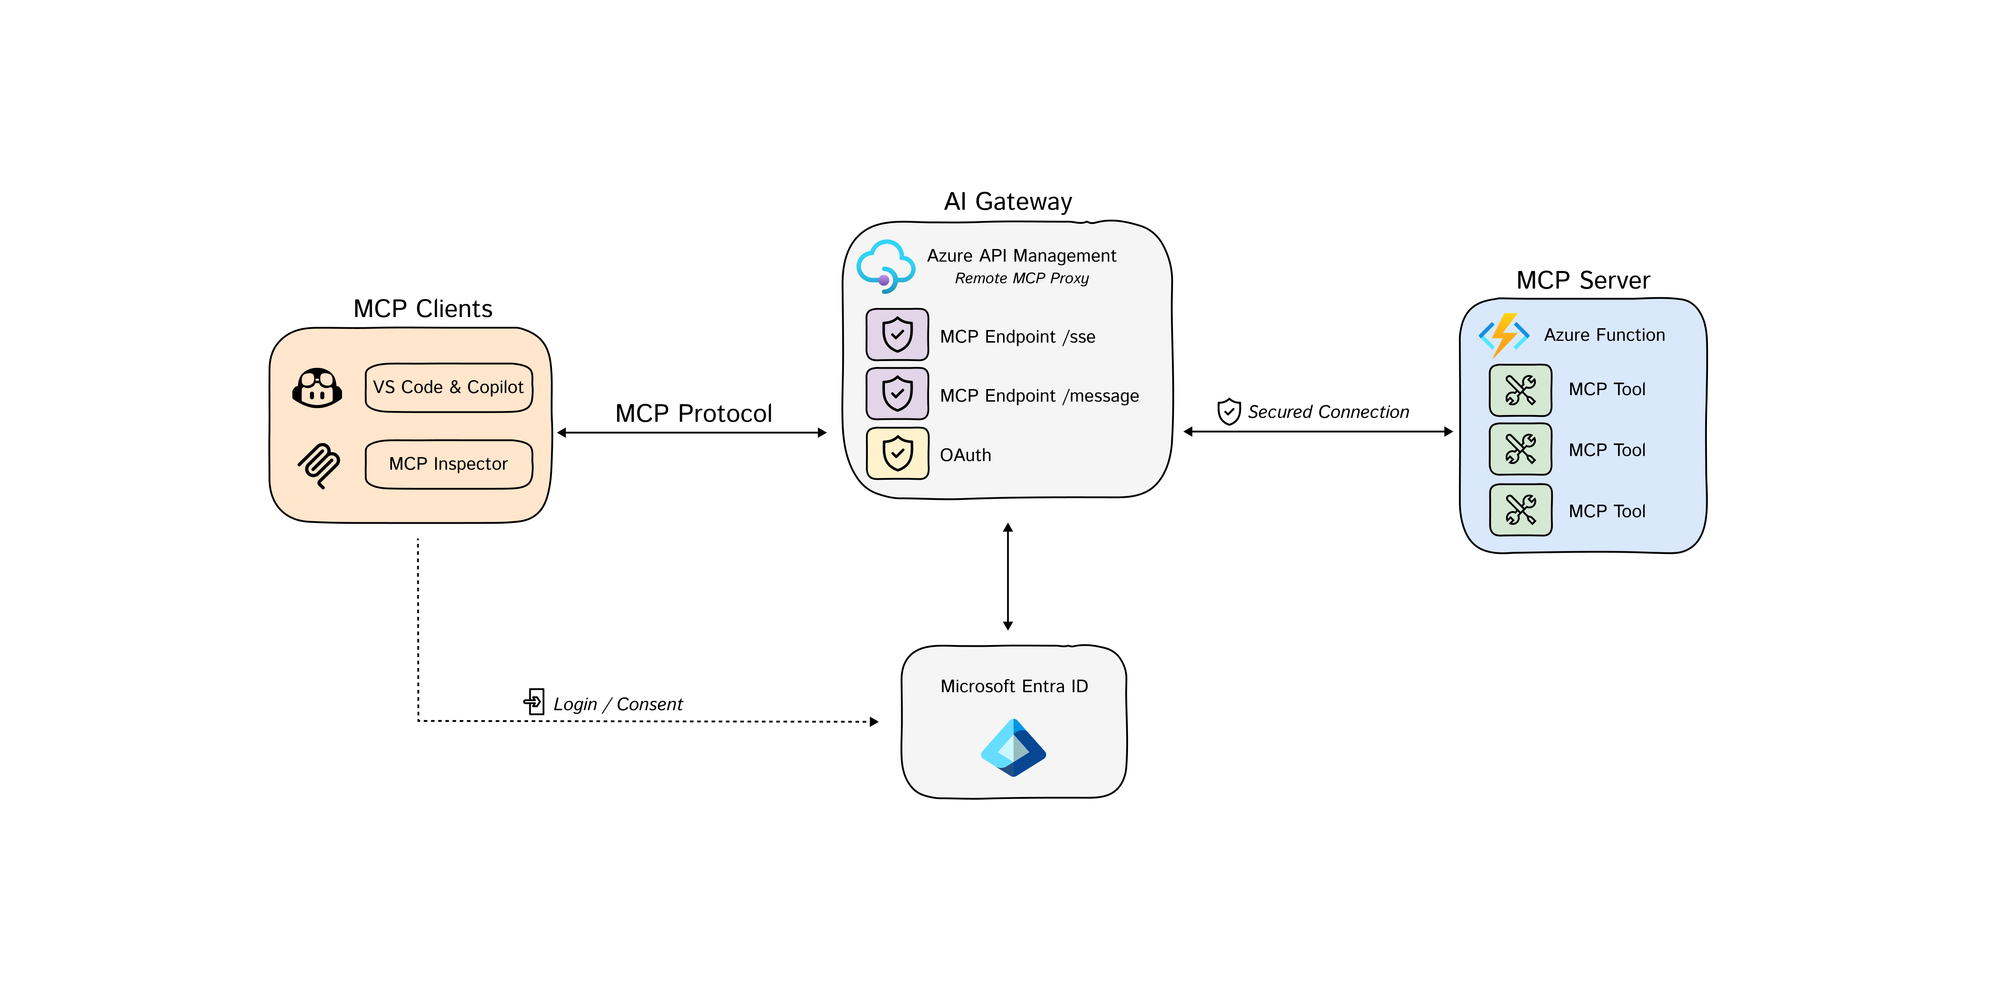 AI Gateway
Azure API Management
Remote MCP Proxy
MCP Endpoint /sse
MCP Endpoint /message
OAuth
MCP Clients
VS Code & Copilot
MCP Inspector
MCP Protocol
Secured Connection
MCP Server
Azure Function
MCP Tool
MCP Tool
MCP Tool
Login / Consent
Microsoft Entra ID